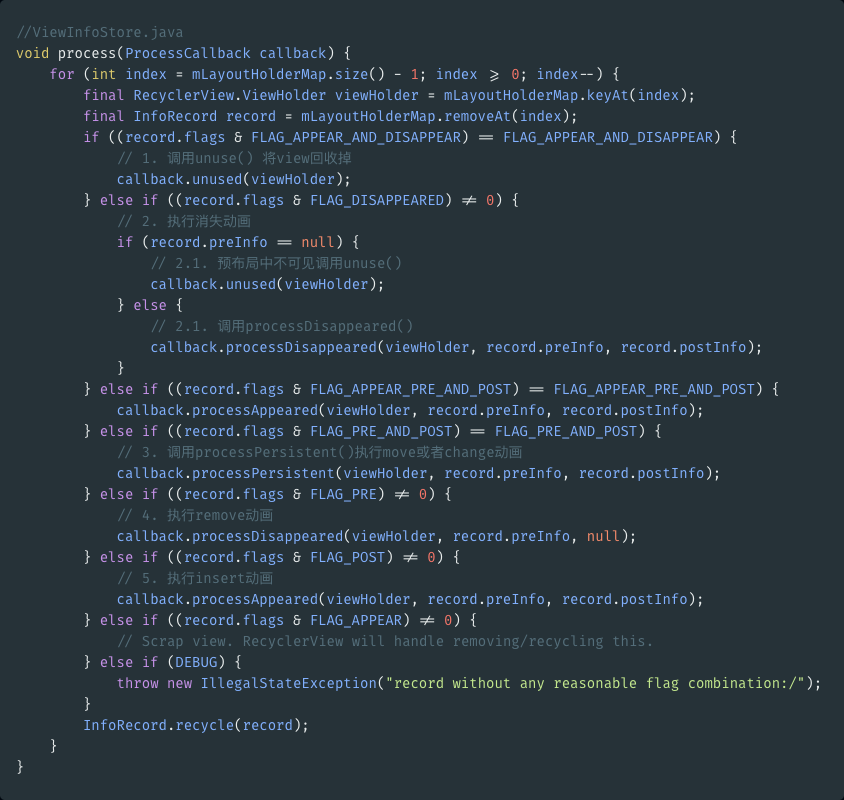 //ViewInfoStore.java
void process(ProcessCallback callback) {
    for (int index = mLayoutHolderMap.size() - 1; index >= 0; index--) {
        final RecyclerView.ViewHolder viewHolder = mLayoutHolderMap.keyAt(index);
        final InfoRecord record = mLayoutHolderMap.removeAt(index);
        if ((record.flags & FLAG_APPEAR_AND_DISAPPEAR) == FLAG_APPEAR_AND_DISAPPEAR) {
            // 1. 调用unuse() 将view回收掉
            callback.unused(viewHolder);
        } else if ((record.flags & FLAG_DISAPPEARED) != 0) {
            // 2. 执行消失动画
            if (record.preInfo == null) {
                // 2.1. 预布局中不可见调用unuse()
                callback.unused(viewHolder);
            } else {
                // 2.1. 调用processDisappeared()
                callback.processDisappeared(viewHolder, record.preInfo, record.postInfo);
            }
        } else if ((record.flags & FLAG_APPEAR_PRE_AND_POST) == FLAG_APPEAR_PRE_AND_POST) {
            callback.processAppeared(viewHolder, record.preInfo, record.postInfo);
        } else if ((record.flags & FLAG_PRE_AND_POST) == FLAG_PRE_AND_POST) {
            // 3. 调用processPersistent()执行move或者change动画
            callback.processPersistent(viewHolder, record.preInfo, record.postInfo);
        } else if ((record.flags & FLAG_PRE) != 0) {
            // 4. 执行remove动画
            callback.processDisappeared(viewHolder, record.preInfo, null);
        } else if ((record.flags & FLAG_POST) != 0) {
            // 5. 执行insert动画
            callback.processAppeared(viewHolder, record.preInfo, record.postInfo);
        } else if ((record.flags & FLAG_APPEAR) != 0) {
            // Scrap view. RecyclerView will handle removing/recycling this.
        } else if (DEBUG) {
            throw new IllegalStateException("record without any reasonable flag combination:/");
        }
        InfoRecord.recycle(record);
    }
}